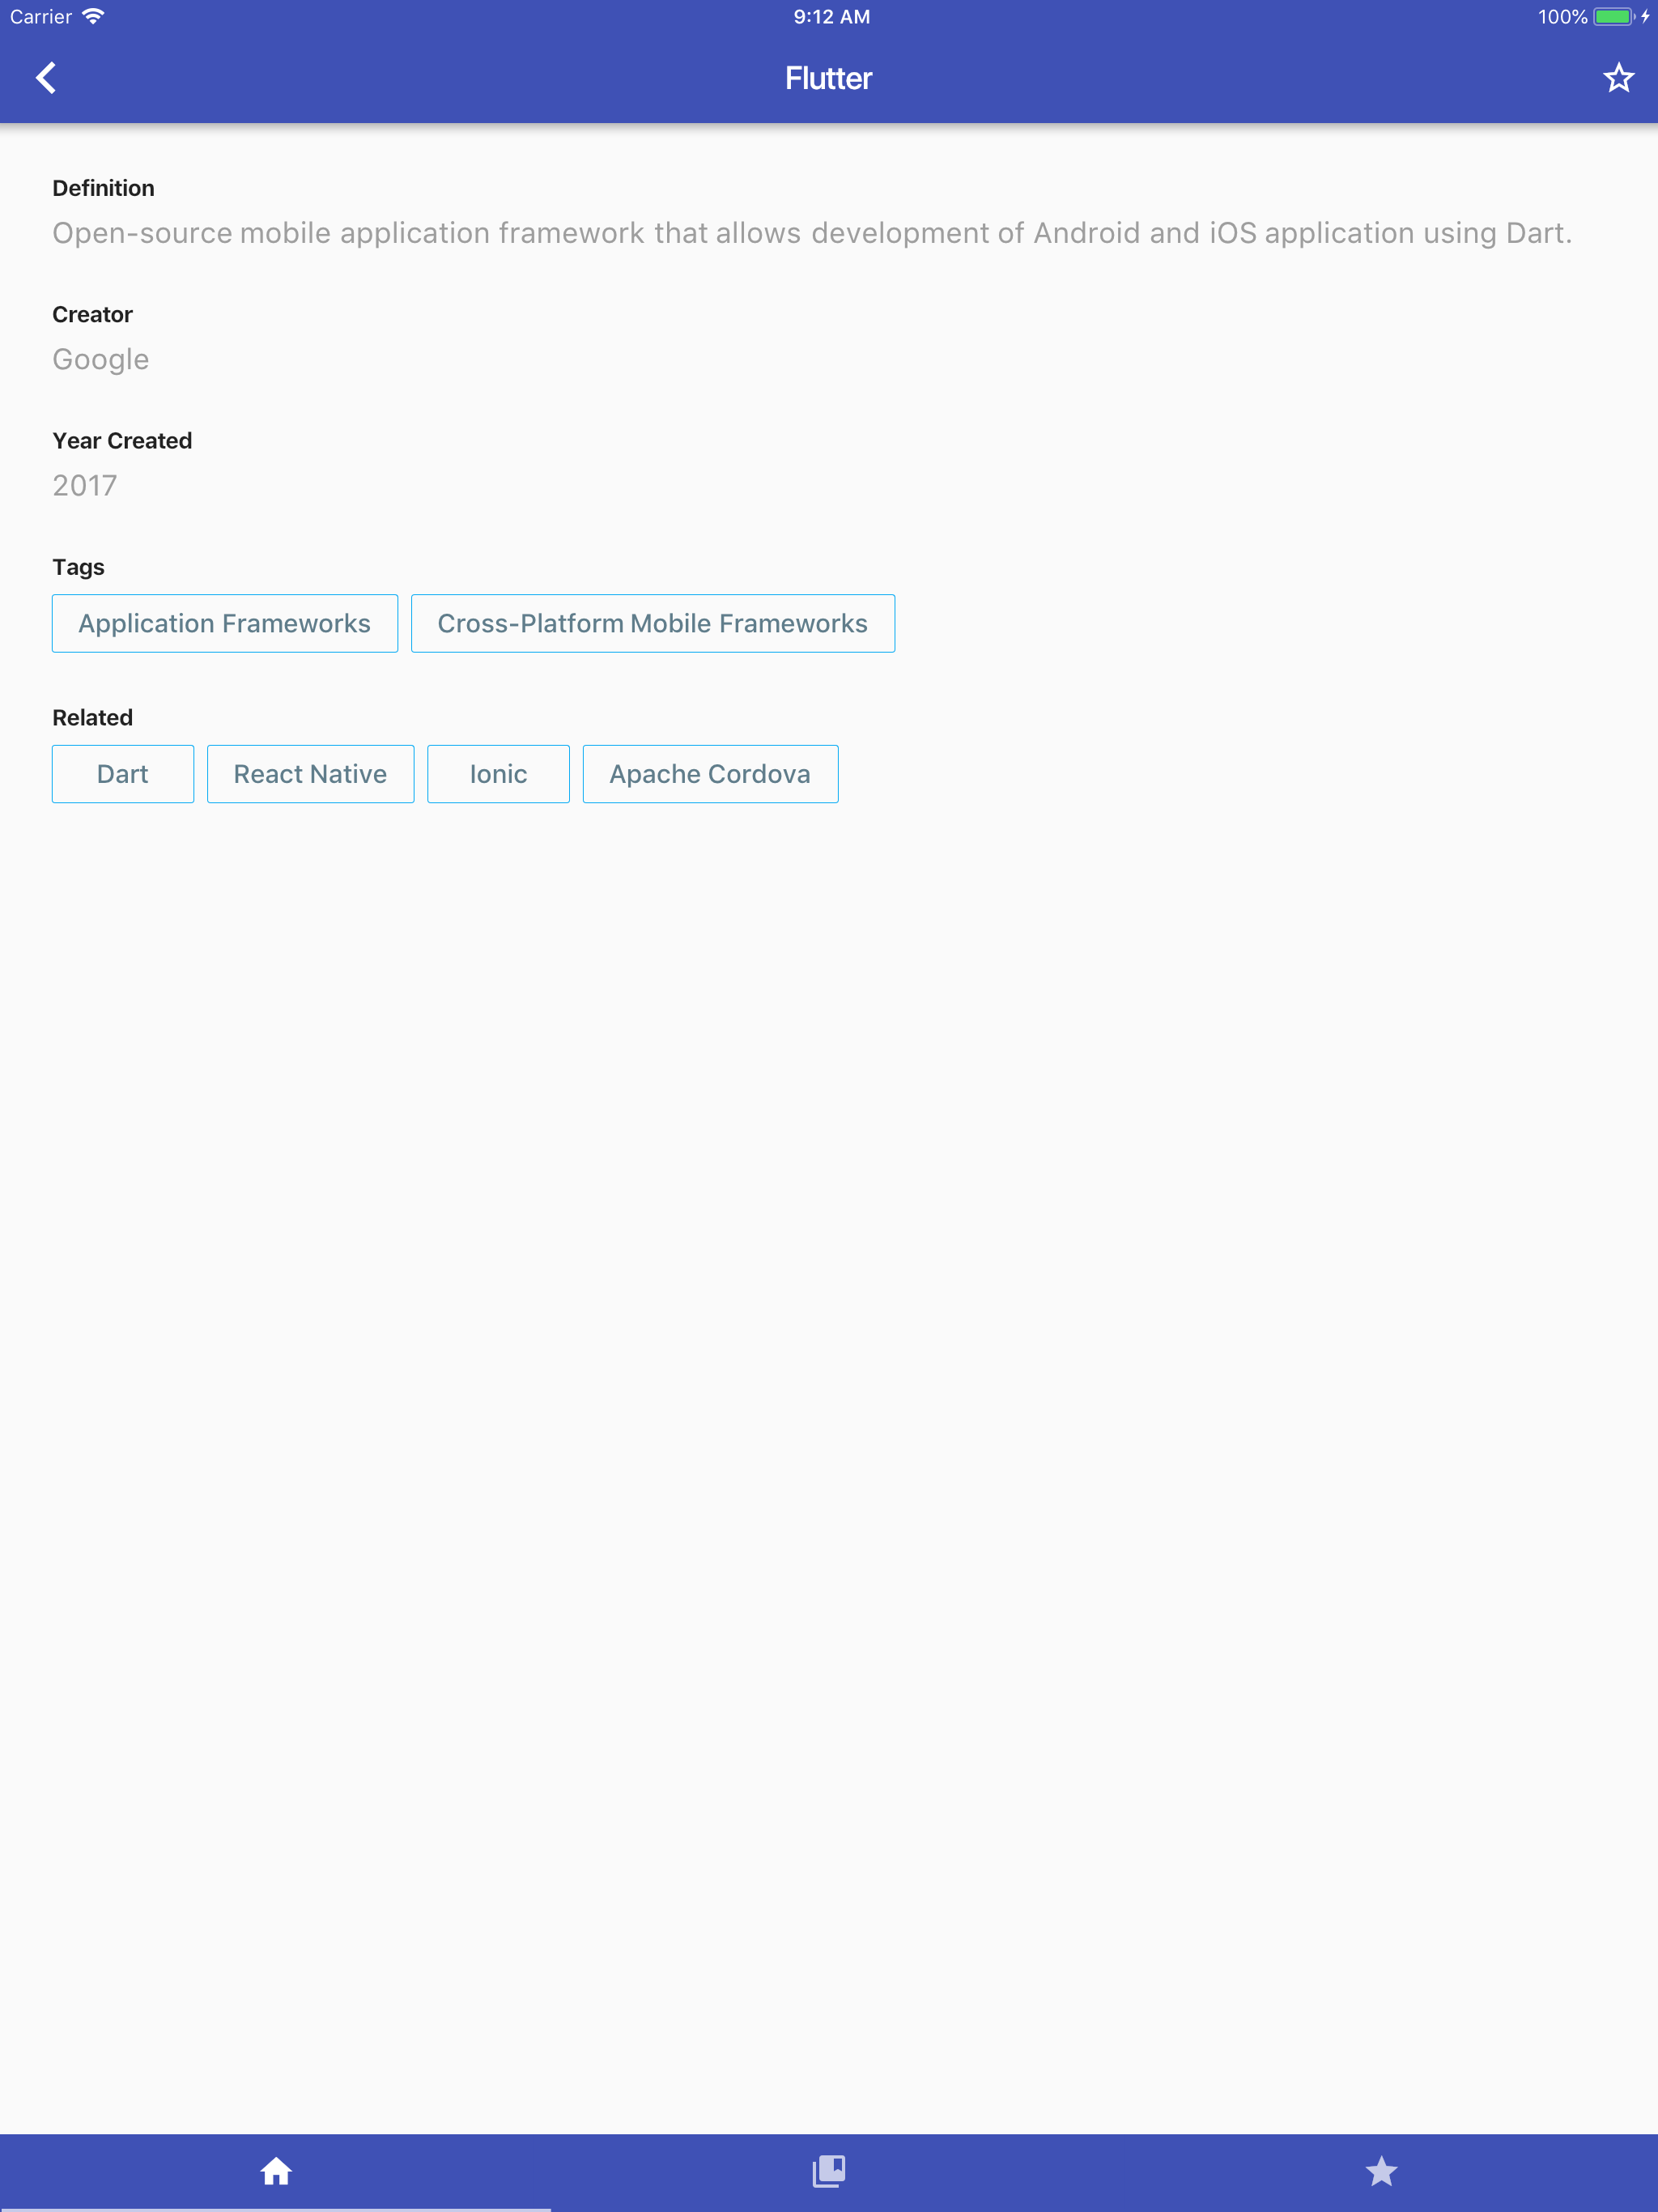 Carrier 9:12 AM 100%
Flutter
Definition
Open-source mobile application framework that allows development of Android and iOS application using Dart.
Creator
Google
Year Created
2017
Tags
Application Frameworks Cross-Platform Mobile Frameworks
Related
Dart React Native Ionic Apache Cordova